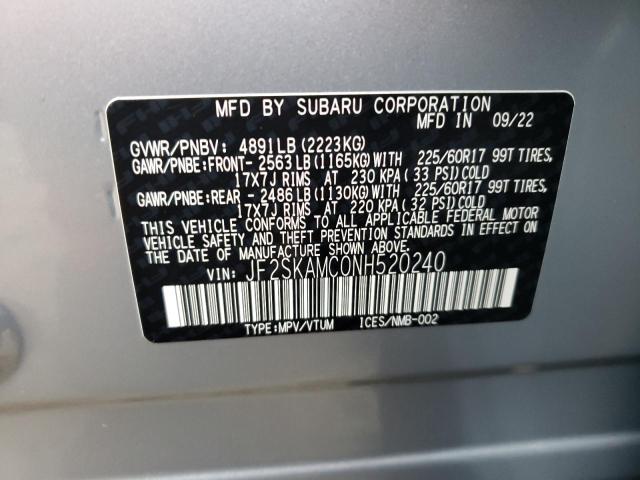 MFD BY SUBARU CORPORATION
MFD IN 09/22
GVWR/PNBV: 4891LB (2223KG)
GAWR/PNBE:FRONT- 2563LB (1165KG)WITH 225/60R17 99T TIRES,
17X7J RIMS AT 230 KPA (33 PSI)COLD
GAWR/PNBE:REAR - 2486LB (1130KG)WITH 225/60R17 99T TIRES,
17X7J RIMS AT 220 KPA (32 PSI)COLD
THIS VEHICLE CONFORMS TO ALL APPLICABLE FEDERAL MOTOR
VEHICLE SAFETY AND THEFT PREVENTION STANDARDS IN EFFECT ON
THE DATE OF MANUFACTURE SHOWN ABOVE.
VIN: JF2SKAMC0NH520240
TYPE:MPV/VTUM ICES/NMB-002